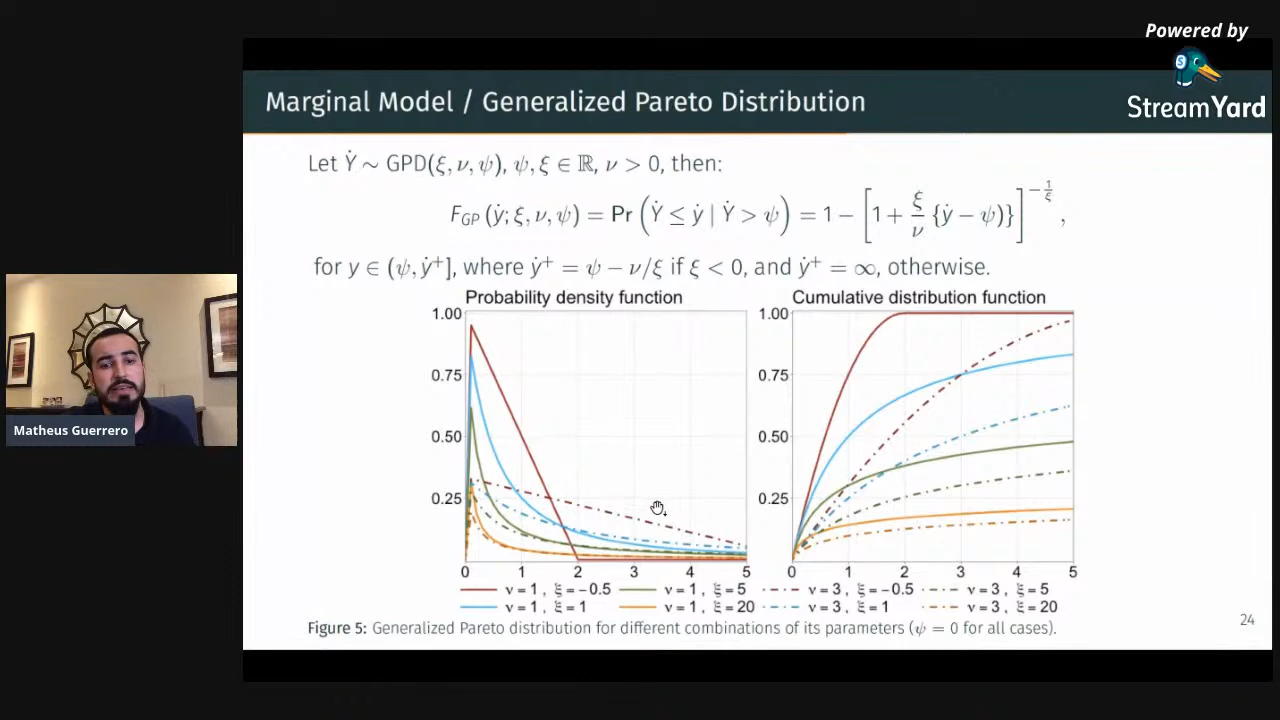 Powered by
StreamYard
Marginal Model / Generalized Pareto Distribution
Let Ẏ ∼ GPD(ξ, ν, ψ), ψ, ξ ∈ ℝ, ν > 0, then:
F_GP (ẏ; ξ, ν, ψ) = Pr (Ẏ ≤ ẏ | Ẏ > ψ) = 1 − [1 + ξ/ν {ẏ − ψ)}]^(−1/ξ) ,
for y ∈ (ψ, ẏ⁺], where ẏ⁺ = ψ − ν/ξ if ξ < 0, and ẏ⁺ = ∞, otherwise.
Probability density function
1.00
0.75
0.50
0.25
0 1 2 3 4 5
Cumulative distribution function
1.00
0.75
0.50
0.25
0 1 2 3 4 5
ν = 1 , ξ = −0.5 ν = 1 , ξ = 5 ν = 3 , ξ = −0.5 ν = 3 , ξ = 5
ν = 1 , ξ = 1 ν = 1 , ξ = 20 ν = 3 , ξ = 1 ν = 3 , ξ = 20
Figure 5: Generalized Pareto distribution for different combinations of its parameters (ψ = 0 for all cases).
24
Matheus Guerrero